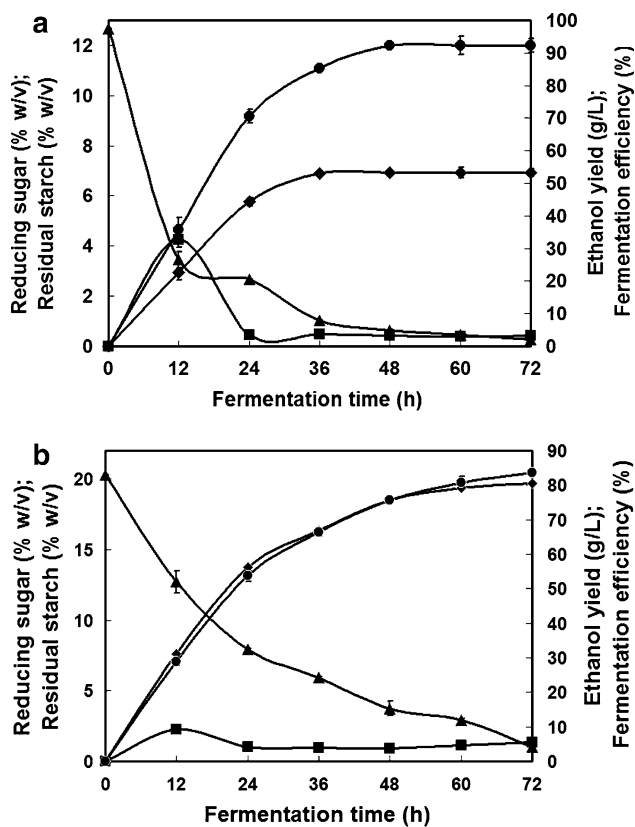 a
Reducing sugar (% w/v);
Residual starch (% w/v)
12
10
8
6
4
2
0
100
90
80
70
60
50
40
30
20
10
0
Ethanol yield (g/L);
Fermentation efficiency (%)
0 12 24 36 48 60 72
Fermentation time (h)
b
Reducing sugar (% w/v);
Residual starch (% w/v)
20
15
10
5
0
90
80
70
60
50
40
30
20
10
0
Ethanol yield (g/L);
Fermentation efficiency (%)
0 12 24 36 48 60 72
Fermentation time (h)